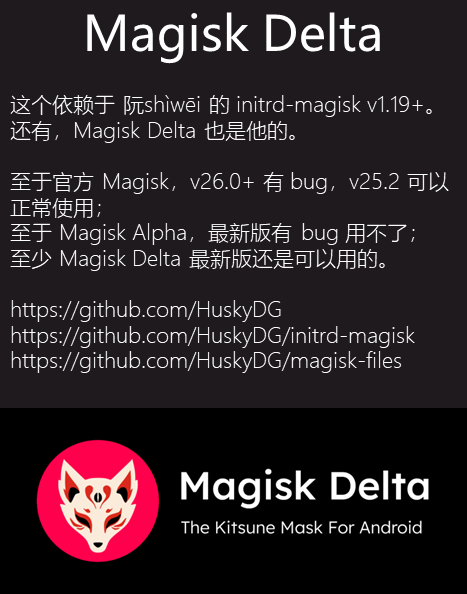 Magisk Delta
这个依赖于 阮shìwēi 的 initrd-magisk v1.19+。
还有，Magisk Delta 也是他的。
至于官方 Magisk，v26.0+ 有 bug，v25.2 可以
正常使用；
至于 Magisk Alpha，最新版有 bug 用不了；
至少 Magisk Delta 最新版还是可以用的。
https://github.com/HuskyDG
https://github.com/HuskyDG/initrd-magisk
https://github.com/HuskyDG/magisk-files
Magisk Delta
The Kitsune Mask For Android